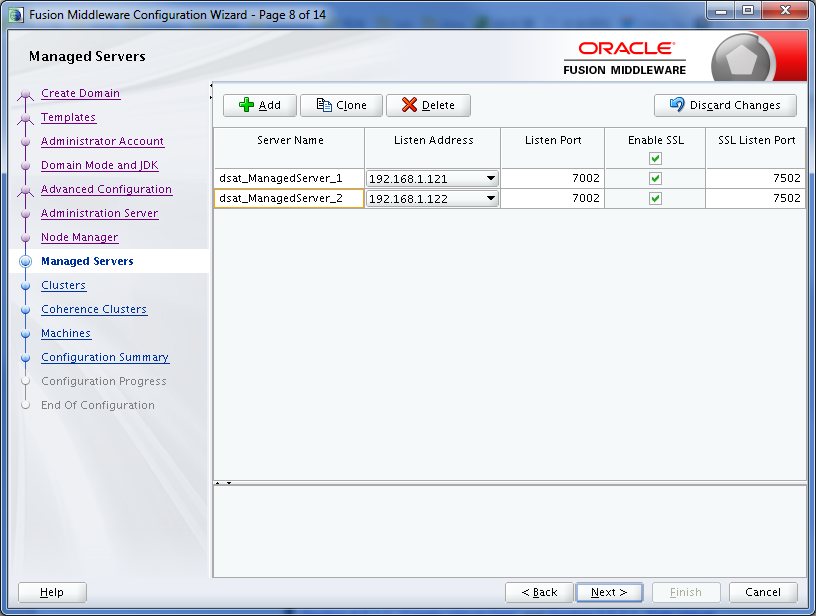 Fusion Middleware Configuration Wizard - Page 8 of 14
Managed Servers
ORACLE
FUSION MIDDLEWARE
Create Domain
Templates
Administrator Account
Domain Mode and JDK
Advanced Configuration
Administration Server
Node Manager
Managed Servers
Clusters
Coherence Clusters
Machines
Configuration Summary
Configuration Progress
End Of Configuration
Add Clone Delete Discard Changes
Server Name Listen Address Listen Port Enable SSL SSL Listen Port
dsat_ManagedServer_1 192.168.1.121 7002 7502
dsat_ManagedServer_2 192.168.1.122 7002 7502
Help < Back Next > Finish Cancel